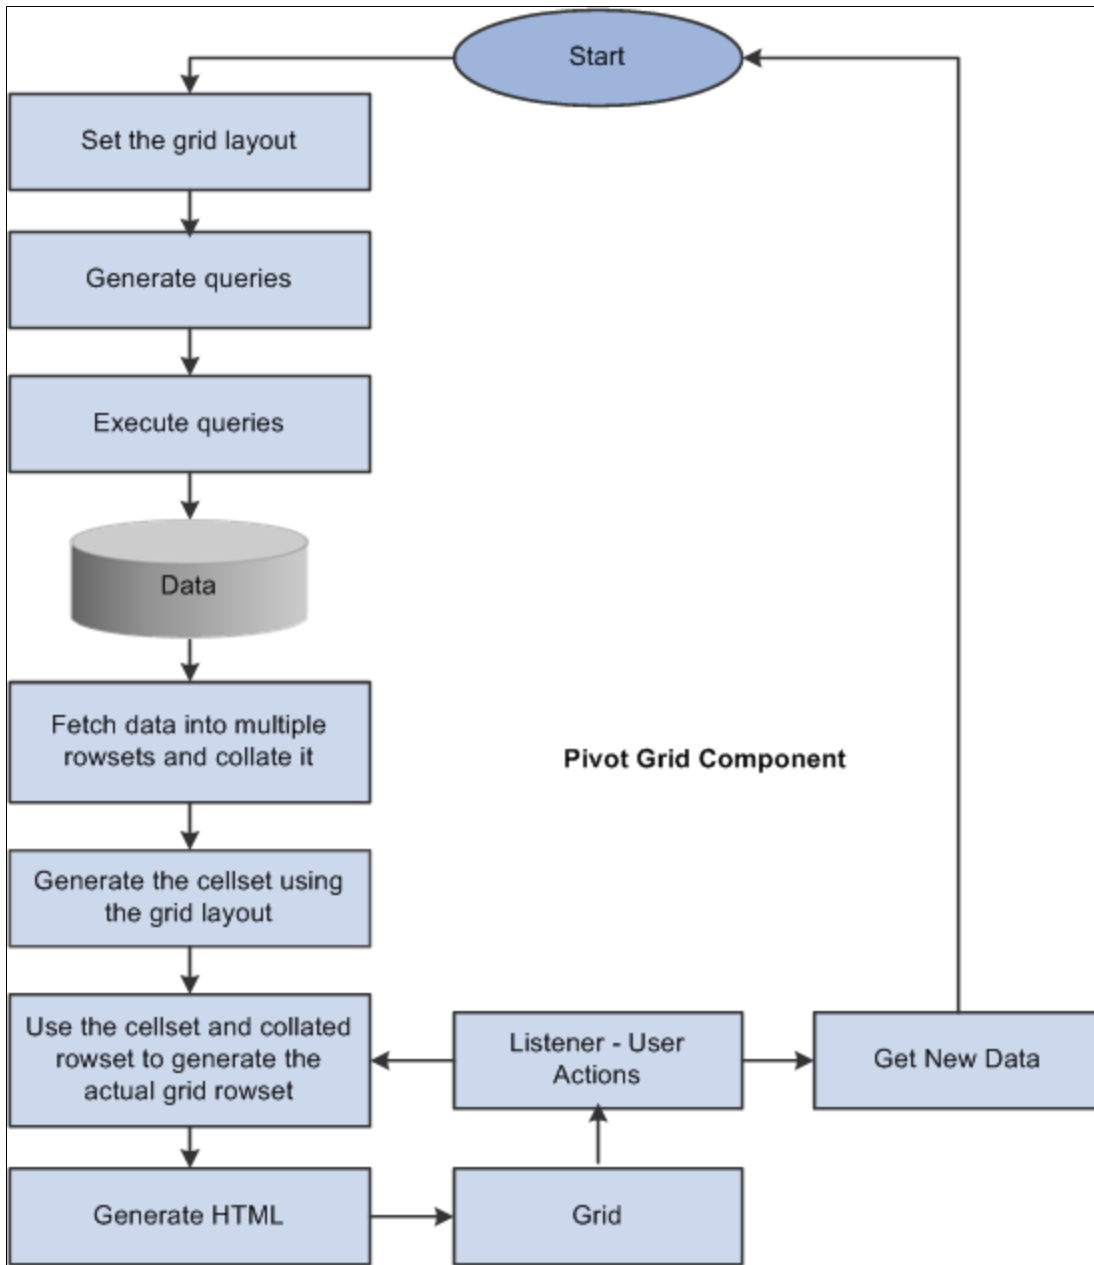 Start
Set the grid layout
Generate queries
Execute queries
Data
Fetch data into multiple
rowsets and collate it
Pivot Grid Component
Generate the cellset using
the grid layout
Use the cellset and collated
rowset to generate the
actual grid rowset
Listener - User
Actions
Get New Data
Generate HTML
Grid